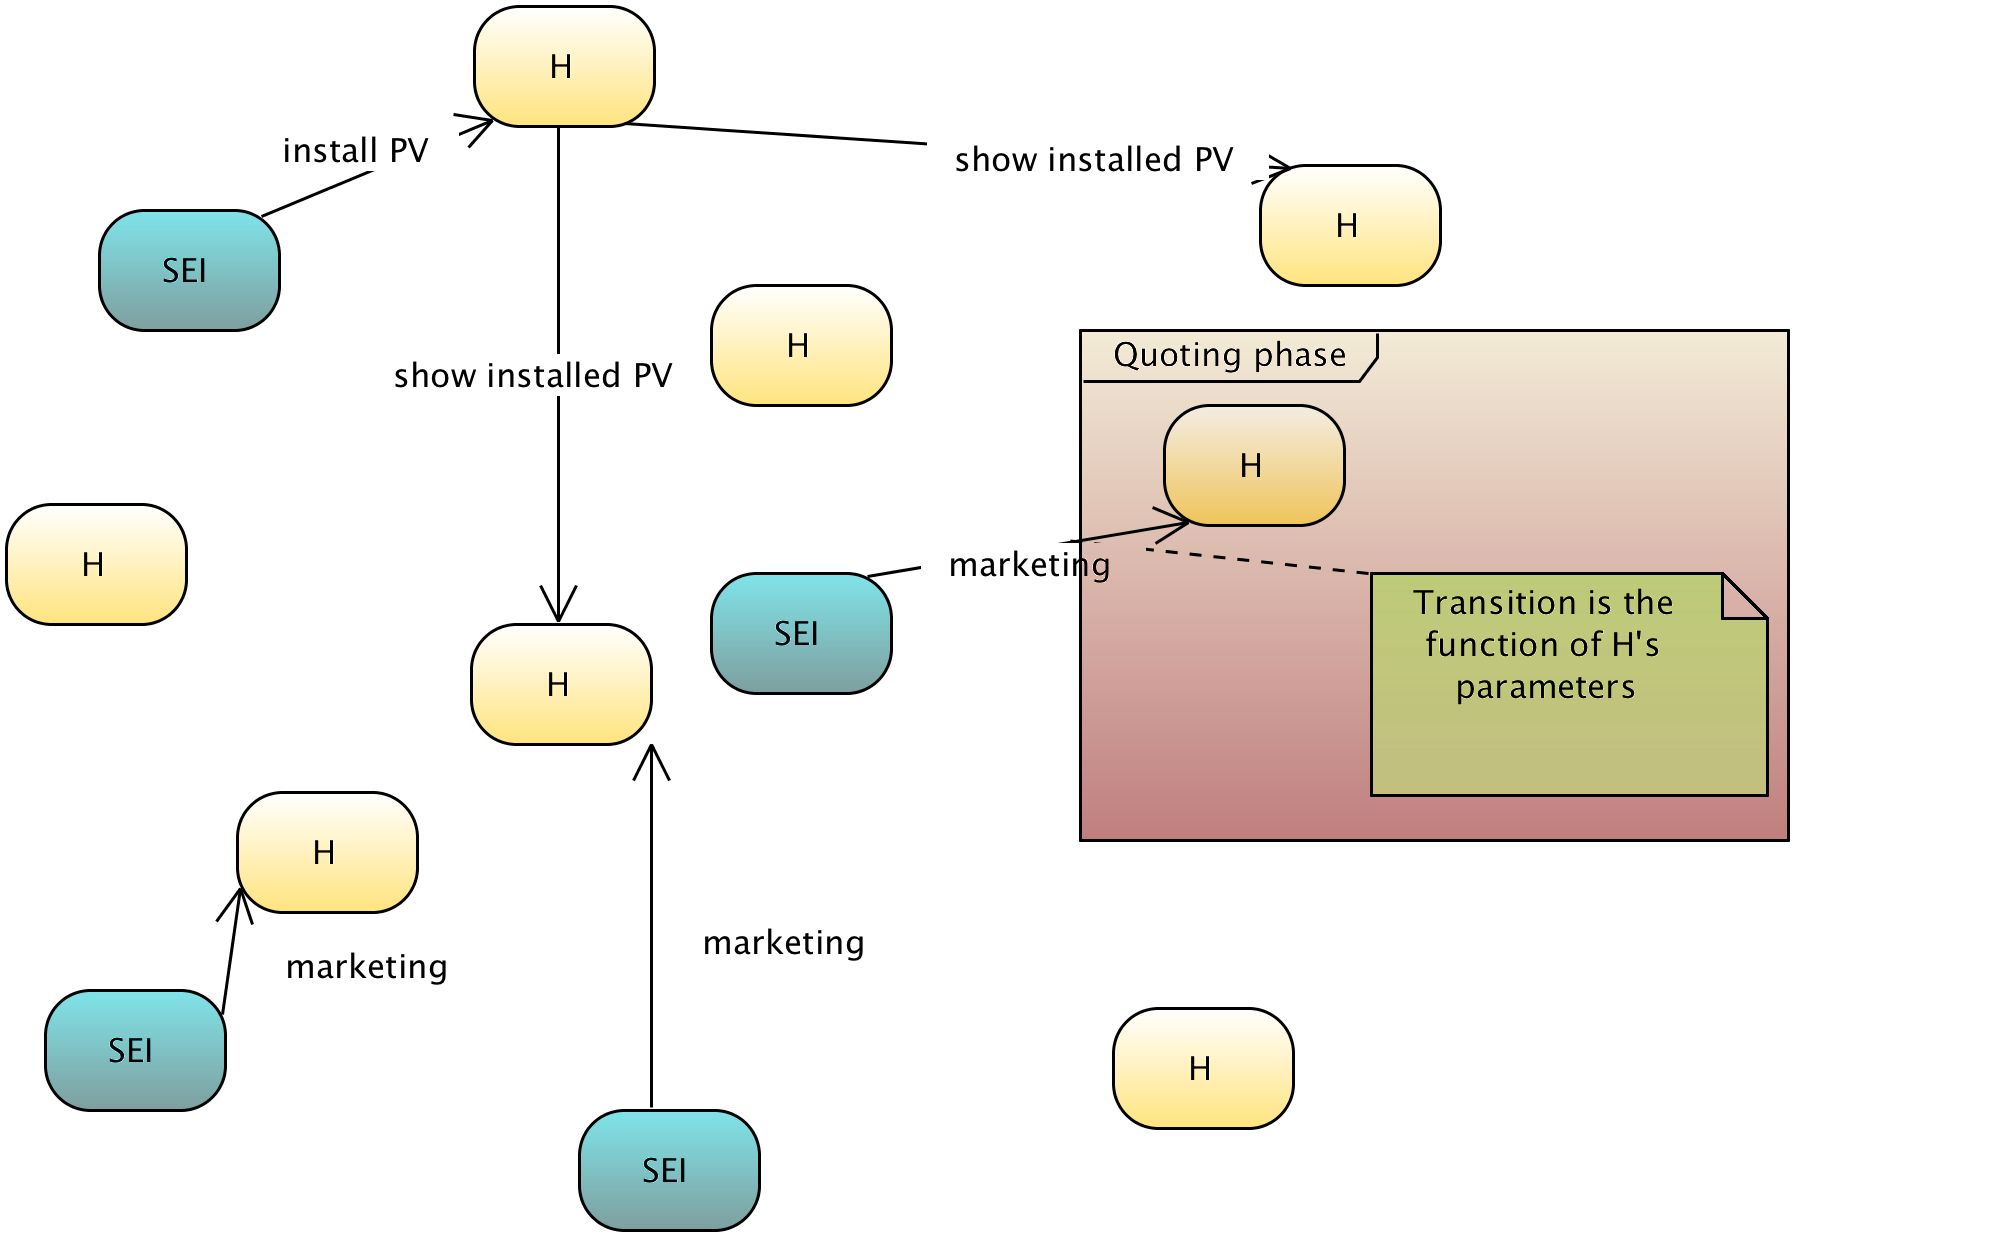 H
install PV
show installed PV
H
SEI
H
Quoting phase
show installed PV
H
H
marketing
SEI
Transition is the
function of H's
parameters
H
H
marketing
marketing
SEI
H
SEI